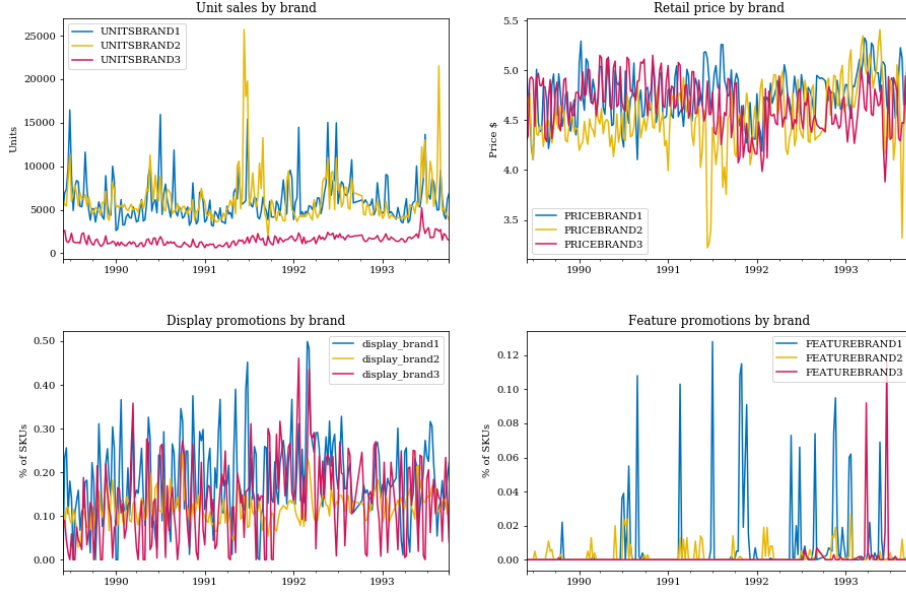 Unit sales by brand
UNITSBRAND1
UNITSBRAND2
UNITSBRAND3
Units
25000
20000
15000
10000
5000
0
1990
1991
1992
1993
Retail price by brand
Price $
5.5
5.0
4.5
4.0
3.5
PRICEBRAND1
PRICEBRAND2
PRICEBRAND3
1990
1991
1992
1993
Display promotions by brand
display_brand1
display_brand2
display_brand3
% of SKUs
0.50
0.40
0.30
0.20
0.10
0.00
1990
1991
1992
1993
Feature promotions by brand
FEATUREBRAND1
FEATUREBRAND2
FEATUREBRAND3
% of SKUs
0.12
0.10
0.08
0.06
0.04
0.02
0.00
1990
1991
1992
1993